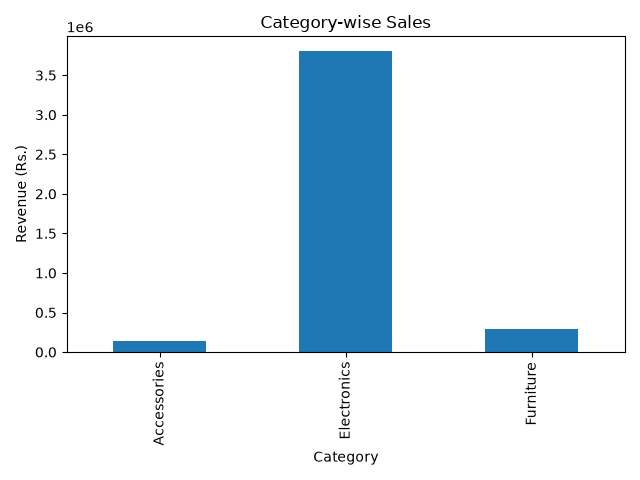 Category-wise Sales
1e6
3.5
3.0
2.5
2.0
1.5
1.0
0.5
0.0
Revenue (Rs.)
Accessories
Electronics
Furniture
Category